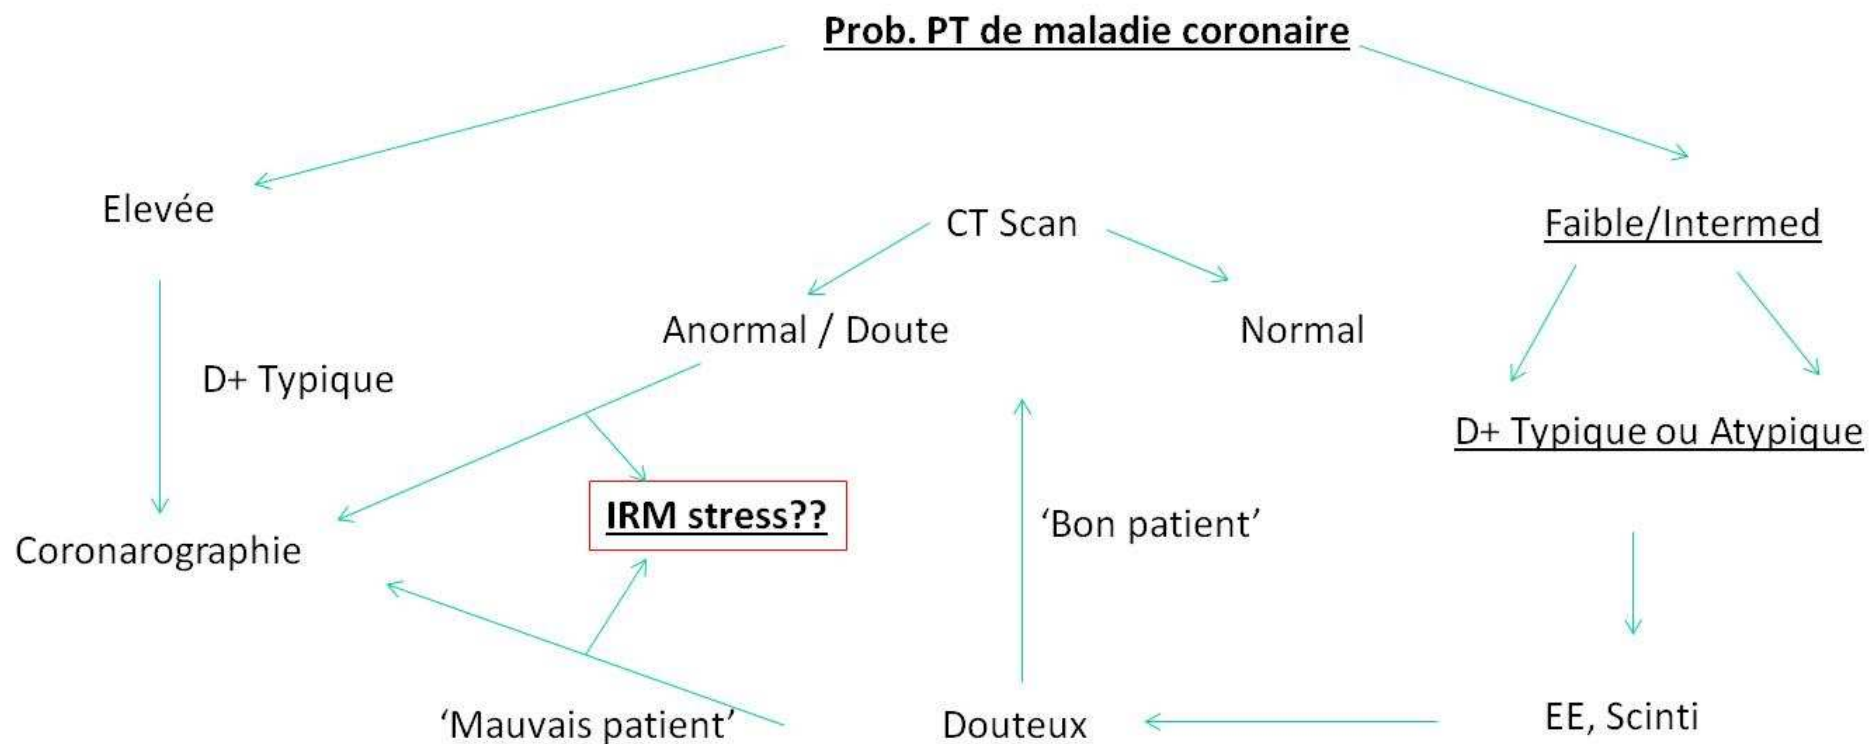 Prob. PT de maladie coronaire
Elevée
CT Scan
Faible/Intermed
Anormal / Doute
Normal
D+ Typique
D+ Typique ou Atypique
IRM stress??
‘Bon patient’
Coronarographie
‘Mauvais patient’
Douteux
EE, Scinti